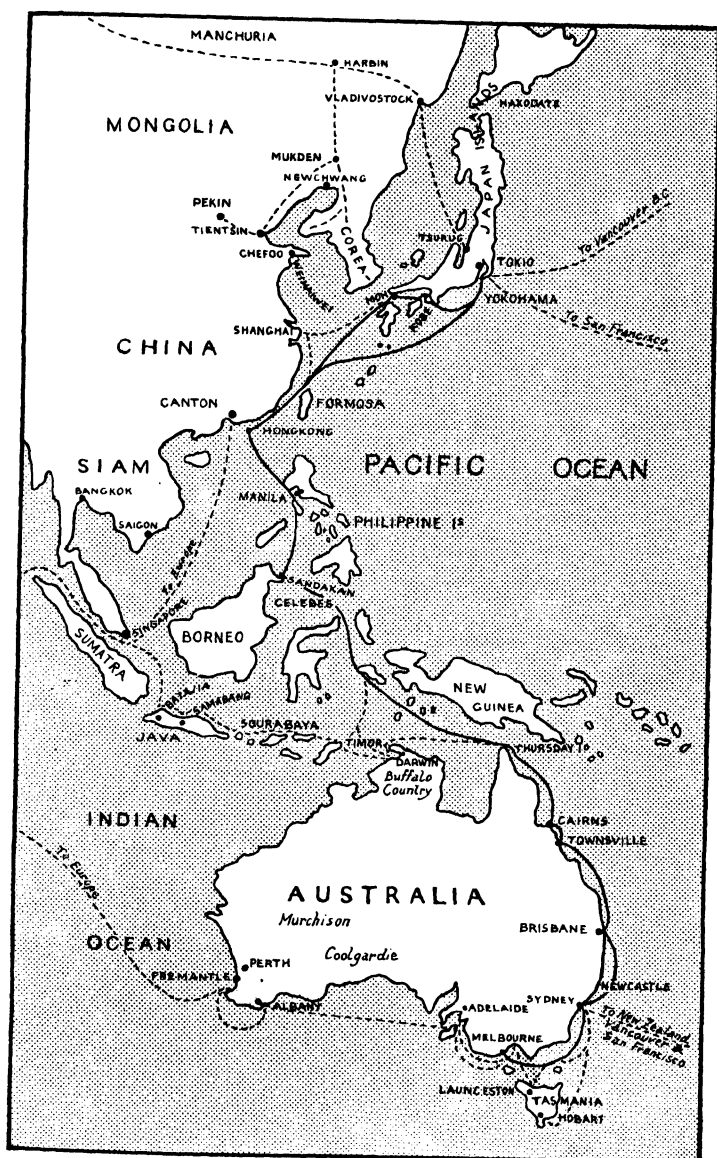 MANCHURIA
HARBIN
VLADIVOSTOCK
HAKODATE
MONGOLIA
JAPAN ISLANDS
MUKDEN
NEWCHWANG
PEKIN
TIENTSIN
COREA
TSURUG
To Vancouver B.C.
CHEFOO
WEIHAIWEI
TOKIO
YOKOHAMA
MOJI
KOBE
To San Francisco
SHANGHAI
CHINA
CANTON
FORMOSA
HONGKONG
SIAM
PACIFIC OCEAN
BANGKOK
MANILA
SAIGON
PHILIPPINE Is
To Europe
SANDAKAN
CELEBES
SINGAPORE
BORNEO
SUMATRA
NEW
GUINEA
BATAVIA
SAMARANG
SOURABAYA
JAVA
TIMOR
THURSDAY Is
DARWIN
Buffalo
Country
INDIAN
CAIRNS
TOWNSVILLE
To Europe
AUSTRALIA
Murchison
BRISBANE
OCEAN
Coolgardie
PERTH
FREMANTLE
NEWCASTLE
SYDNEY
ALBANY
ADELAIDE
To New Zealand
Vancouver &
San Francisco
MELBOURNE
LAUNCESTON
TASMANIA
HOBART